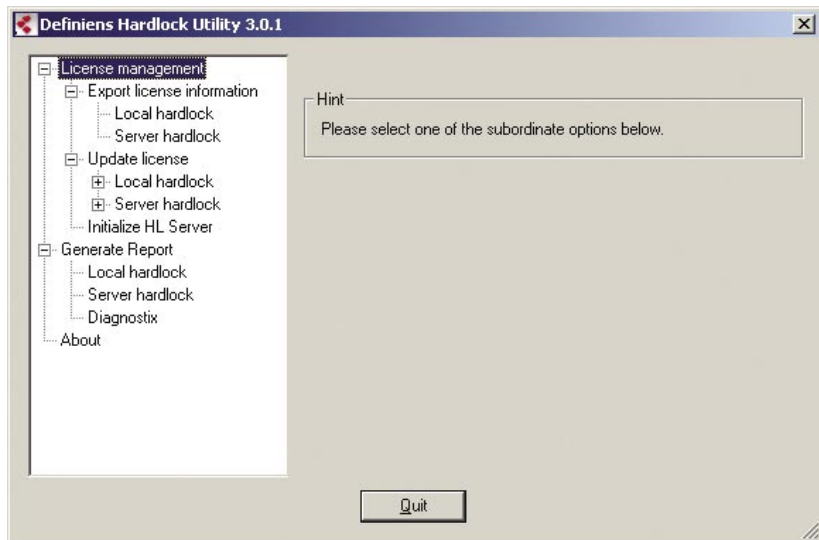 Definiens Hardlock Utility 3.0.1
License management
Export license information
Local hardlock
Server hardlock
Update license
Local hardlock
Server hardlock
Initialize HL Server
Generate Report
Local hardlock
Server hardlock
Diagnostix
About
Hint
Please select one of the subordinate options below.
Quit